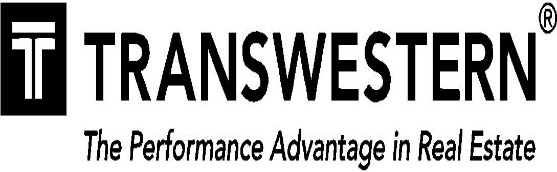 TRANSWESTERN®
The Performance Advantage in Real Estate